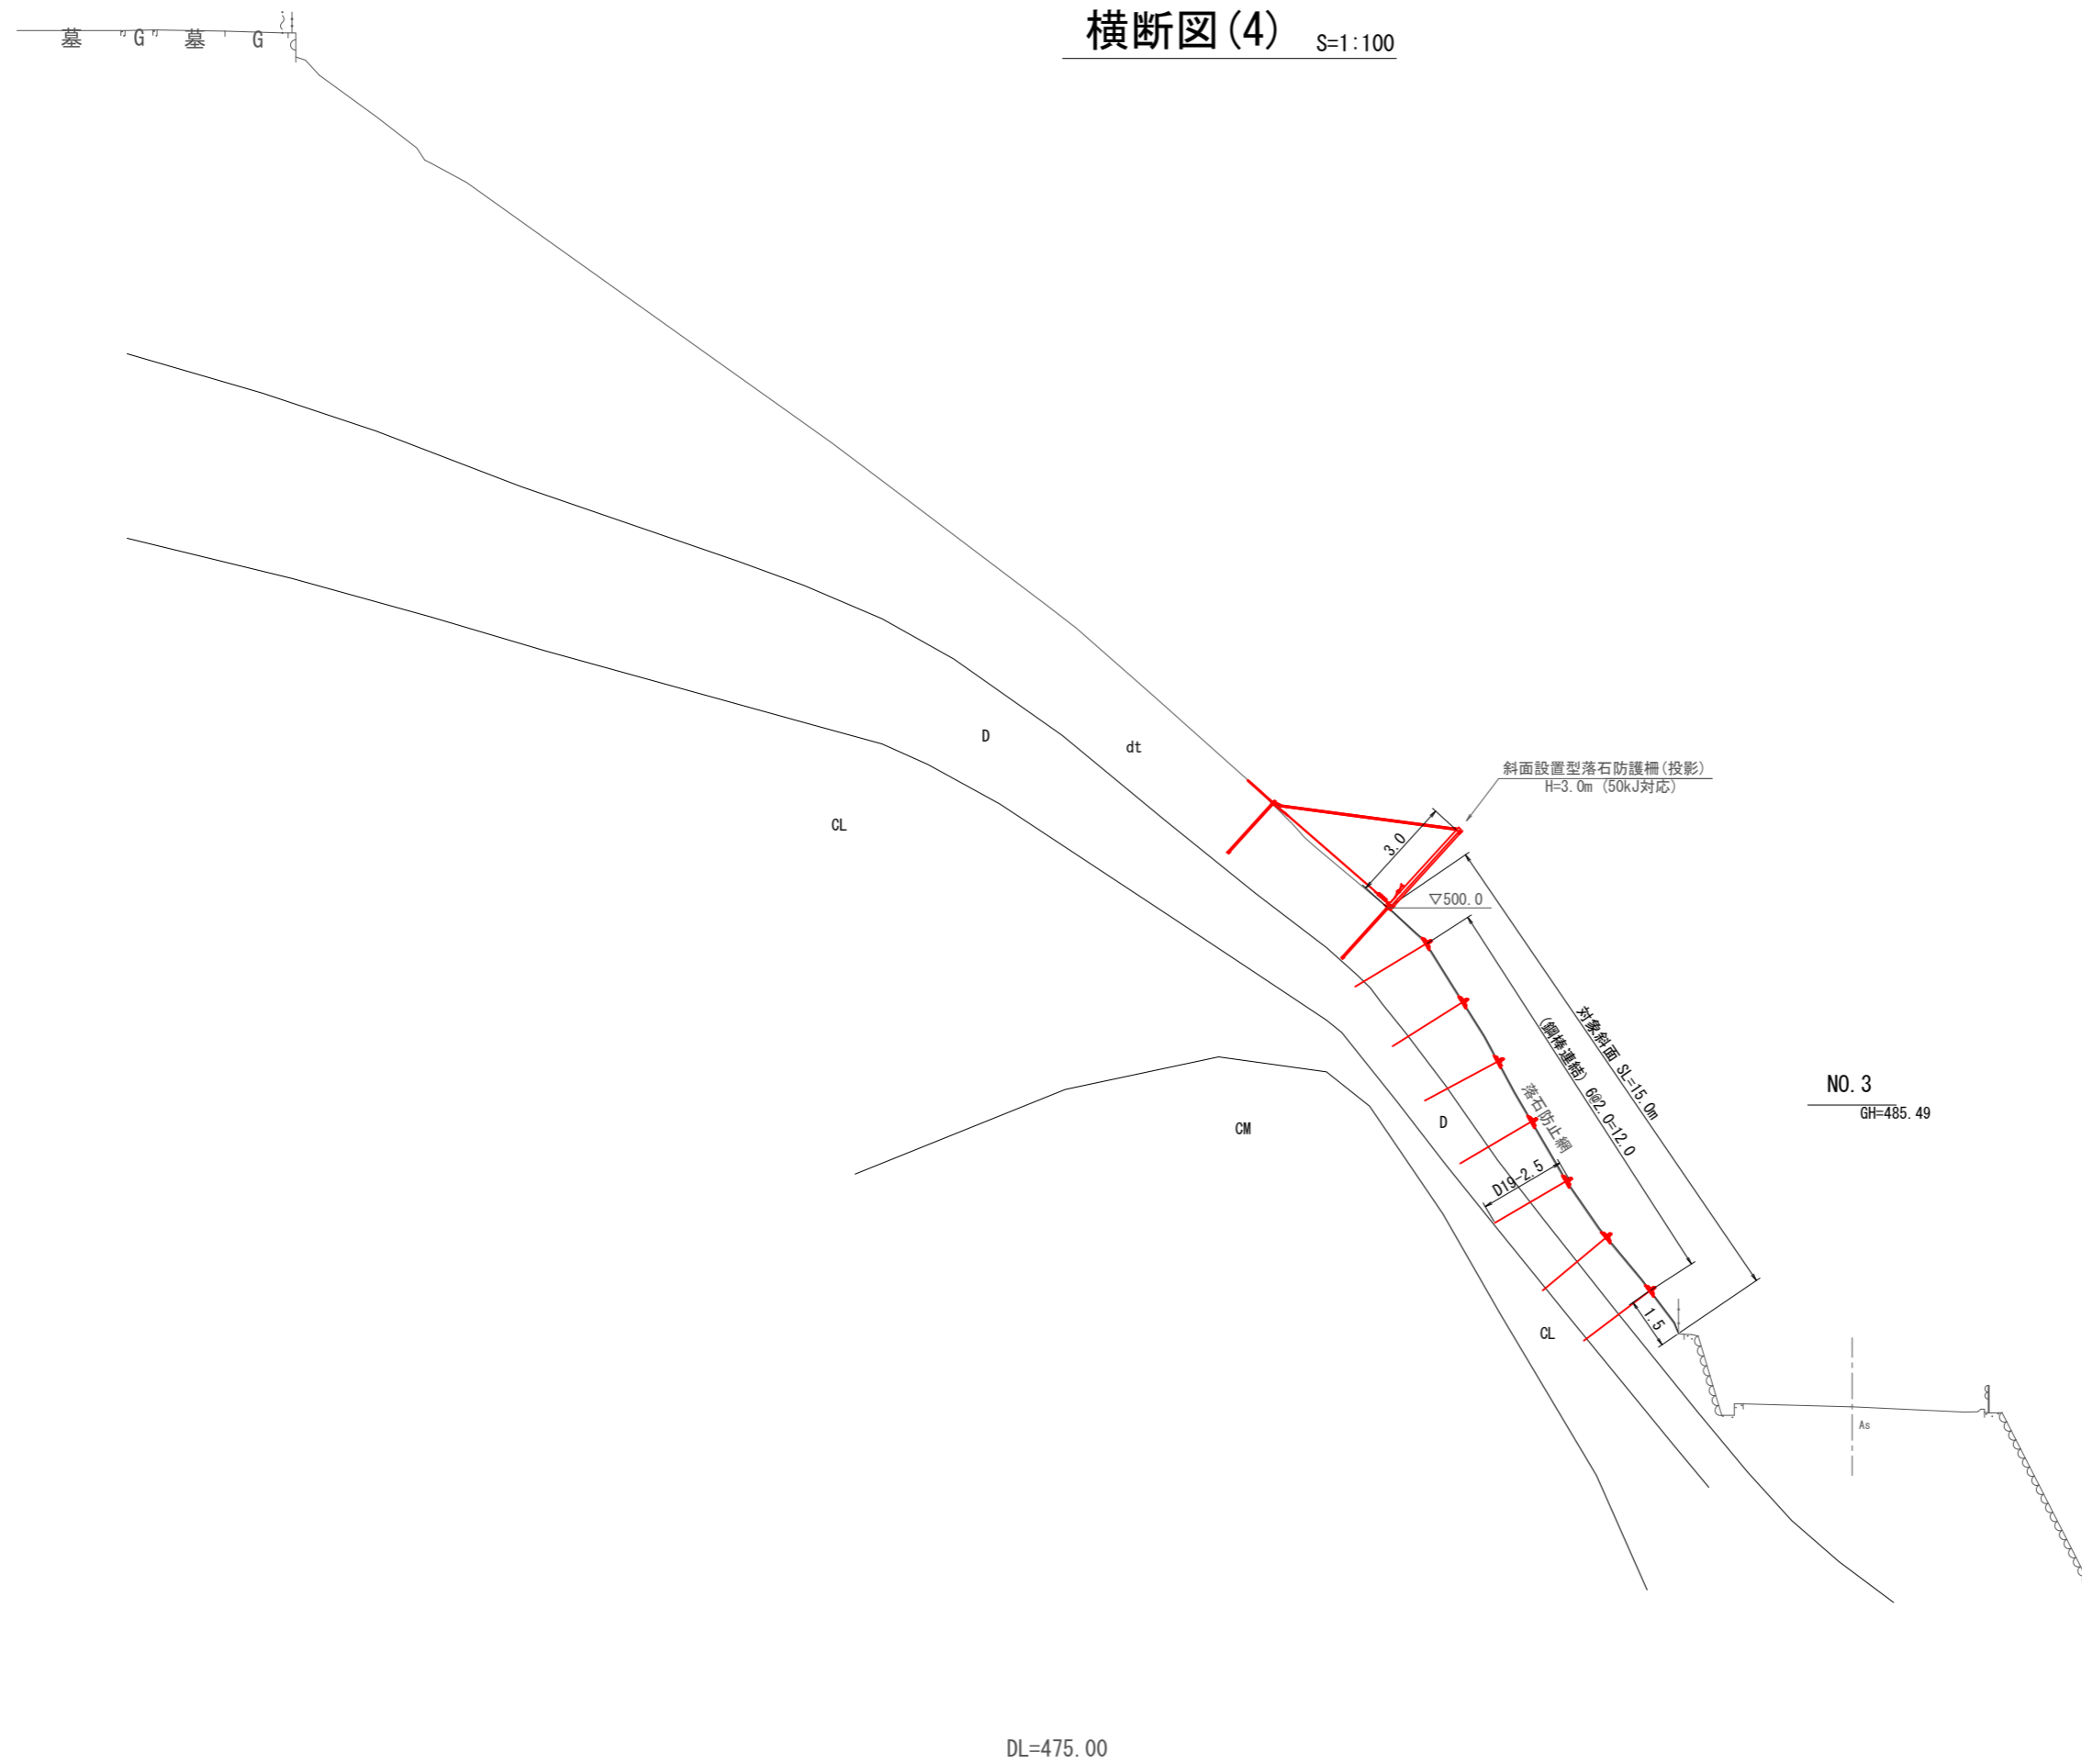 横断図(4) S=1:100
墓 G 墓 G
D
dt
CL
斜面設置型落石防護柵(投影)
H=3.0m (50kJ対応)
3.0
▽500.0
対象斜面 SL=15.0m
(鋼棒連結) 6@2.0=12.0
落石防止網
NO.3
GH=485.49
D
CM
D19-2.5
1.5
CL
As
DL=475.00